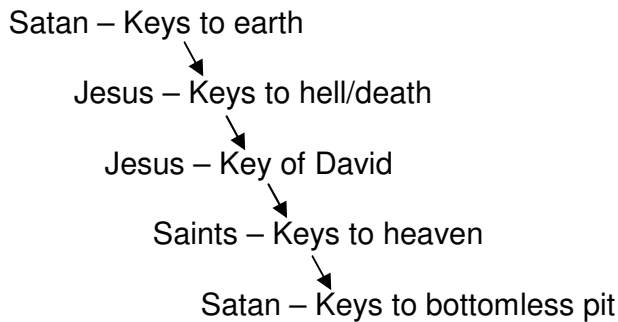 Satan – Keys to earth
Jesus – Keys to hell/death
Jesus – Key of David
Saints – Keys to heaven
Satan – Keys to bottomless pit